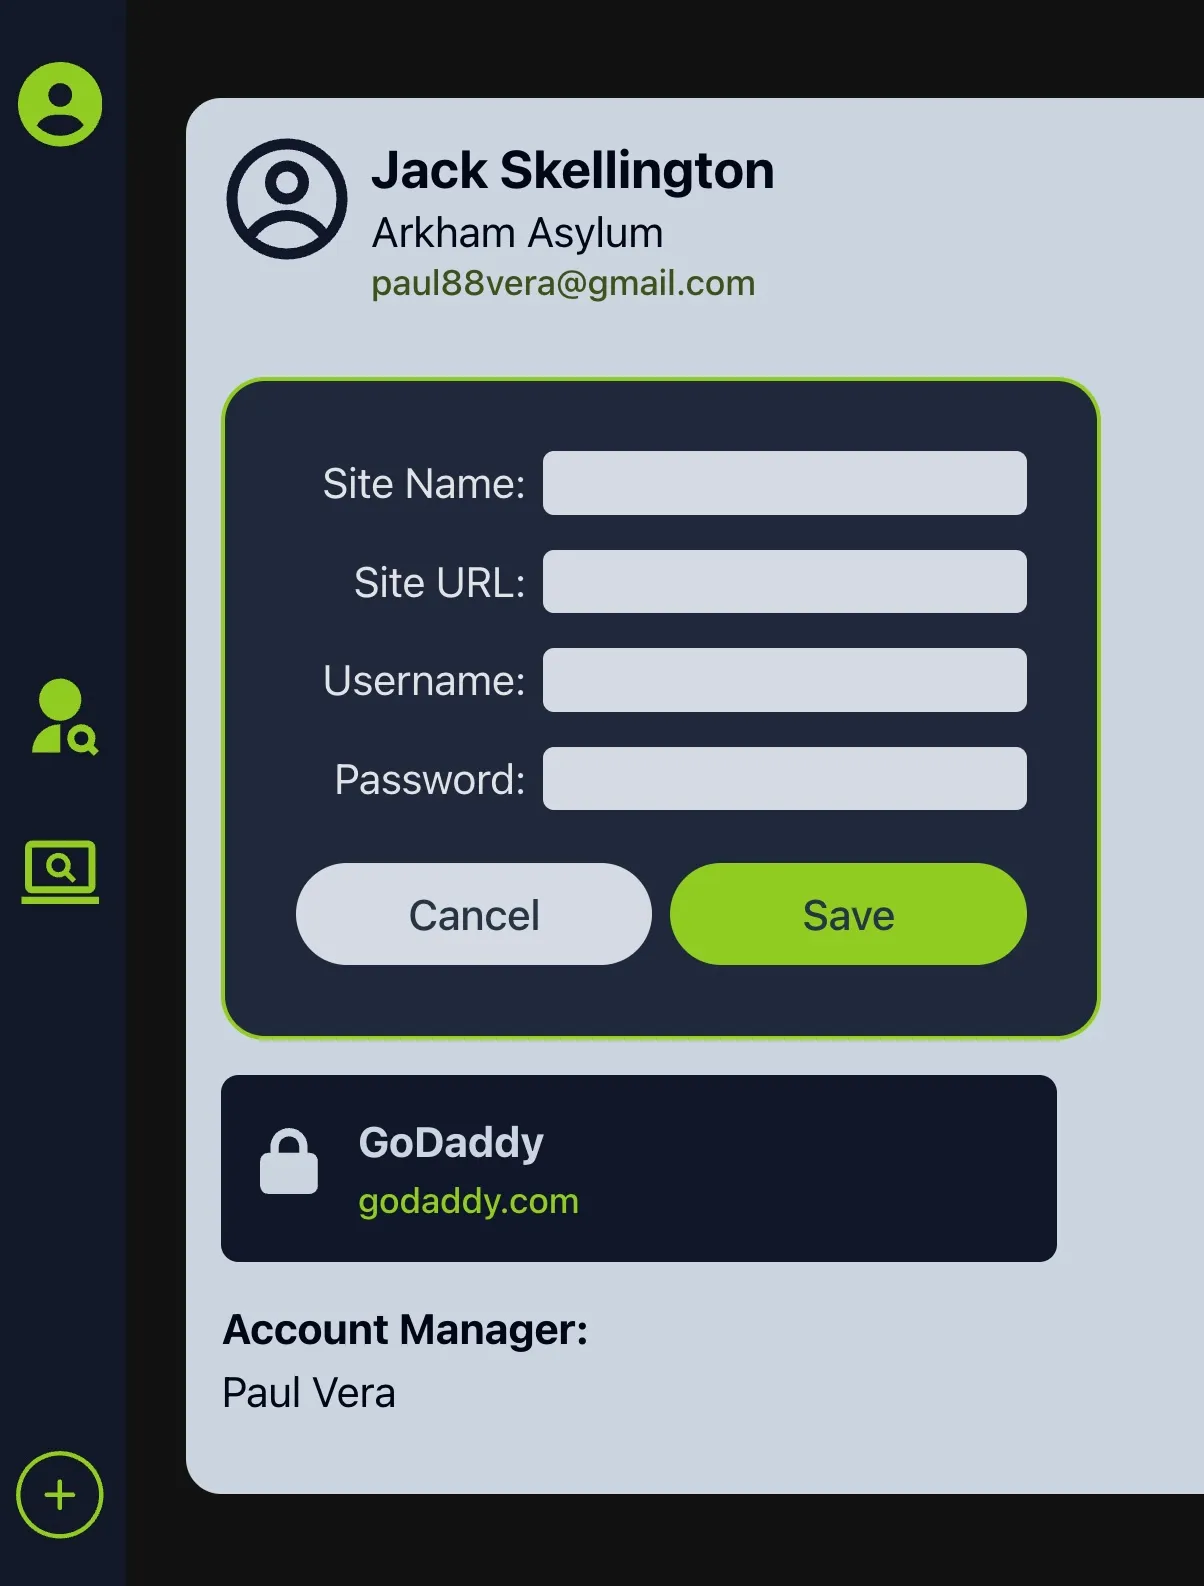 Jack Skellington
Arkham Asylum
paul88vera@gmail.com
Site Name:
Site URL:
Username:
Password:
Cancel Save
GoDaddy
godaddy.com
Account Manager:
Paul Vera